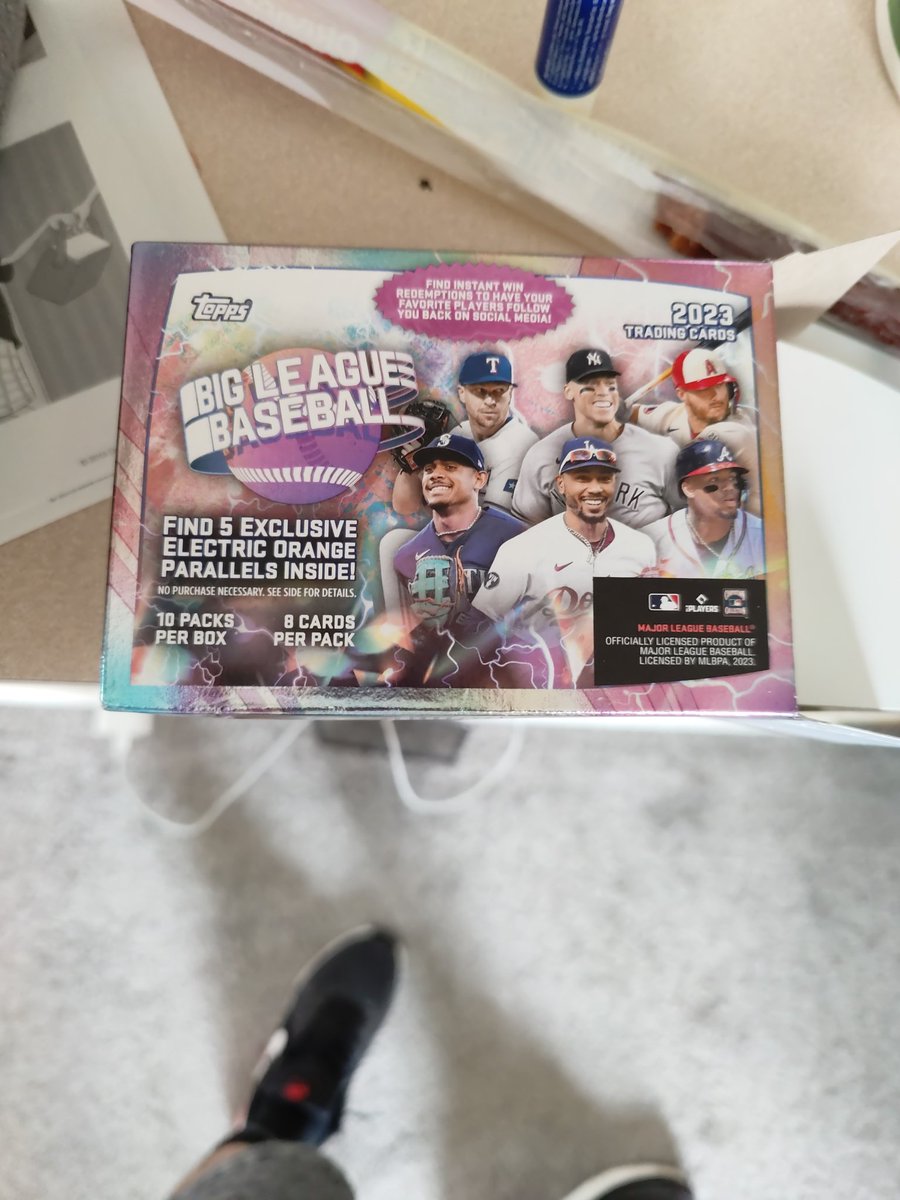 Topps
FIND INSTANT WIN
REDEMPTIONS TO HAVE YOUR
FAVORITE PLAYERS FOLLOW
YOU BACK ON SOCIAL MEDIA!
2023
TRADING CARDS
BIG LEAGUE
BASEBALL
FIND 5 EXCLUSIVE
ELECTRIC ORANGE
PARALLELS INSIDE!
NO PURCHASE NECESSARY. SEE SIDE FOR DETAILS.
10 PACKS
PER BOX
8 CARDS
PER PACK
PLAYERS
MAJOR LEAGUE BASEBALL®
OFFICIALLY LICENSED PRODUCT OF
MAJOR LEAGUE BASEBALL.
LICENSED BY MLBPA, 2023.